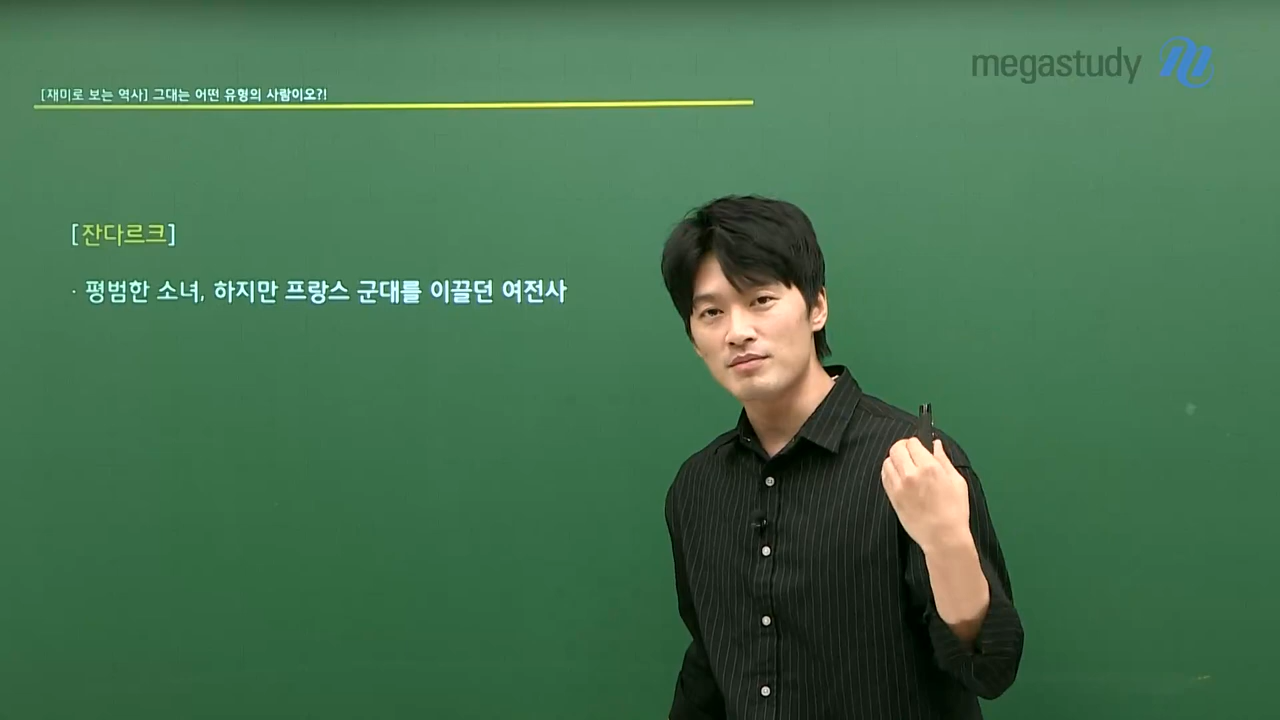 megastudy
[재미로 보는 역사] 그대는 어떤 유형의 사람이오?!
[잔다르크]
· 평범한 소녀, 하지만 프랑스 군대를 이끌던 여전사